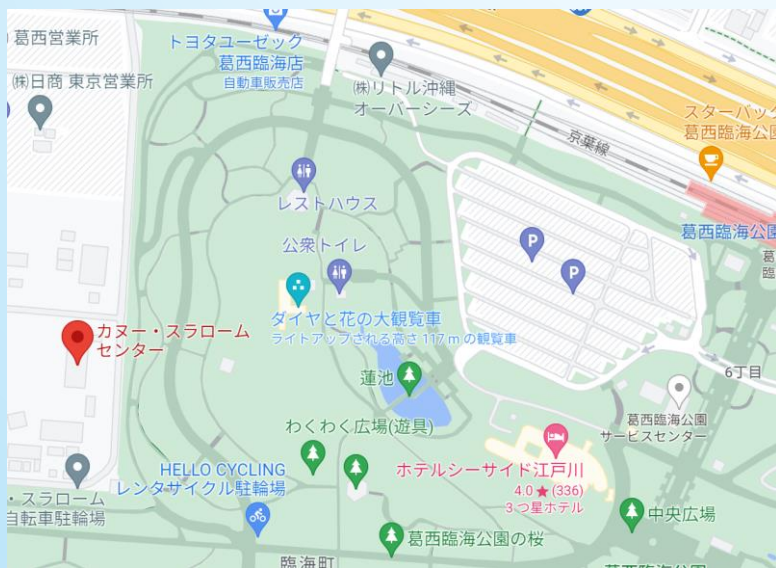 葛西営業所
トヨタユーゼック
葛西臨海店
自動車販売店
㈱日商 東京営業所
㈱リトル沖縄
オーバーシーズ
京葉線
スターバック
葛西臨海公園
レストハウス
P
P
葛西臨海公園
葛
臨
公衆トイレ
ダイヤと花の大観覧車
ライトアップされる高さ 117 m の観覧車
カヌー・スラローム
センター
蓮池
6丁目
葛西臨海公園
サービスセンター
わくわく広場(遊具)
HELLO CYCLING
レンタサイクル駐輪場
ホテルシーサイド江戸川
4.0 ★ (336)
3 つ星ホテル
・スラローム
自転車駐輪場
中央広場
葛西臨海公園の桜
臨海町
葛西臨海公園